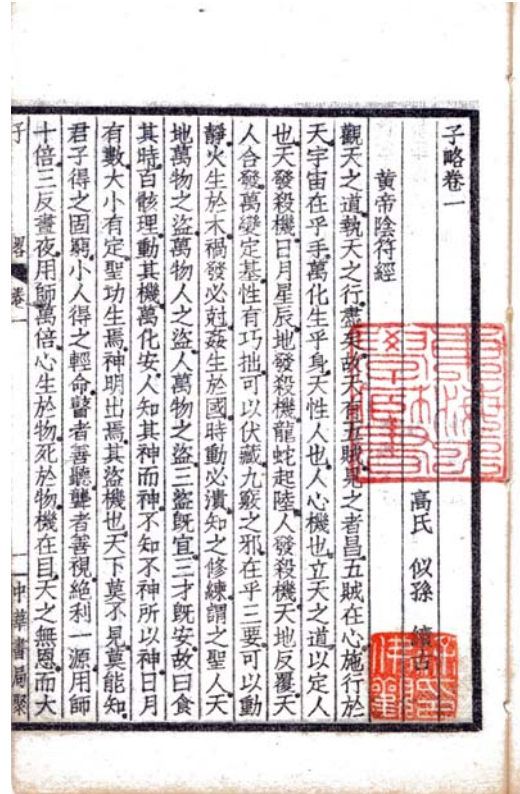 子略卷一
高氏 似孫 續古
黃帝陰符經
觀天之道執天之行盡矣故天有五賊見之者昌五賊在心施行於
天宇宙在乎手萬化生乎身天性人也人心機也立天之道以定人
也天發殺機日月星辰地發殺機龍蛇起陸人發殺機天地反覆天
人合發萬變定基性有巧拙可以伏藏九竅之邪在乎三要可以動
靜火生於木禍發必尅姦生於國時動必潰知之修練謂之聖人天
地萬物之盜萬物人之盜人萬物之盜三盜旣宜三才旣安故曰食
其時百骸理動其機萬化安人知其神而神不知不神所以神日月
有數大小有定聖功生焉神明出焉其盜機也天下莫不見莫能知
君子得之固窮小人得之輕命瞽者善聽聾者善視絕利一源用師
十倍三反晝夜用師萬倍心生於物死於物機在目天之無恩而大
子 略 卷一
中華書局聚